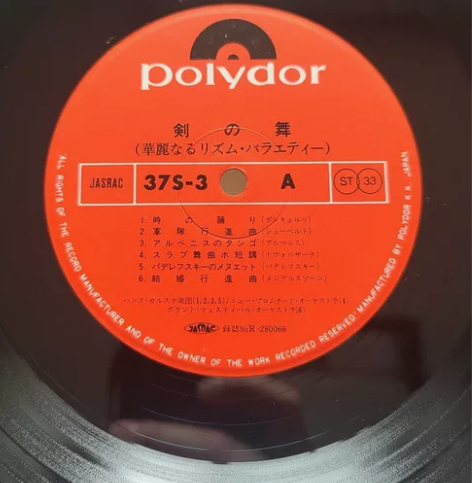 polydor
剣の舞
(華麗なるリズム・バラエティー)
JASRAC 37S-3 A ST 33
1. 時の踊り(ポンキェルリ)
2. 軍隊行進曲(シューベルト)
3. アルベニスのタンゴ(アルベニス)
4. スラブ舞曲ホ短調(ドヴォルザーク)
5. パデレフスキーのメヌエット(パデレフスキー)
6. 結婚行進曲(メンデルスゾーン)
ハンス・カルステ楽団(1,2,3,5)/ニュー・プロムナード・オーケストラ(4)
グランド・フェスティバル・オーケストラ(6)
JASRAC 録認No.R-280066
ALL RIGHTS OF THE RECORD MANUFACTURER AND OF THE OWNER OF THE WORK RECORDED RESERVED MANUFACTURED BY POLYDOR K.K. JAPAN